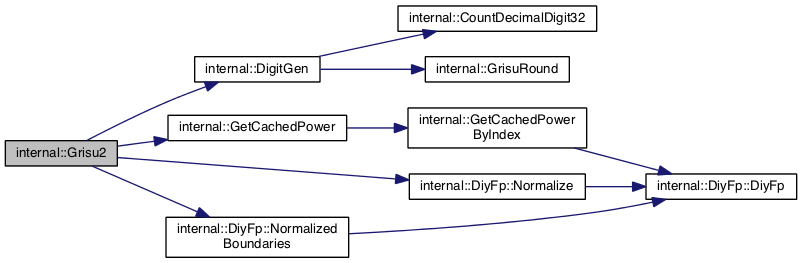 internal::CountDecimalDigit32
internal::DigitGen
internal::GrisuRound
internal::GetCachedPower
internal::GetCachedPower
ByIndex
internal::Grisu2
internal::DiyFp::Normalize
internal::DiyFp::DiyFp
internal::DiyFp::Normalized
Boundaries